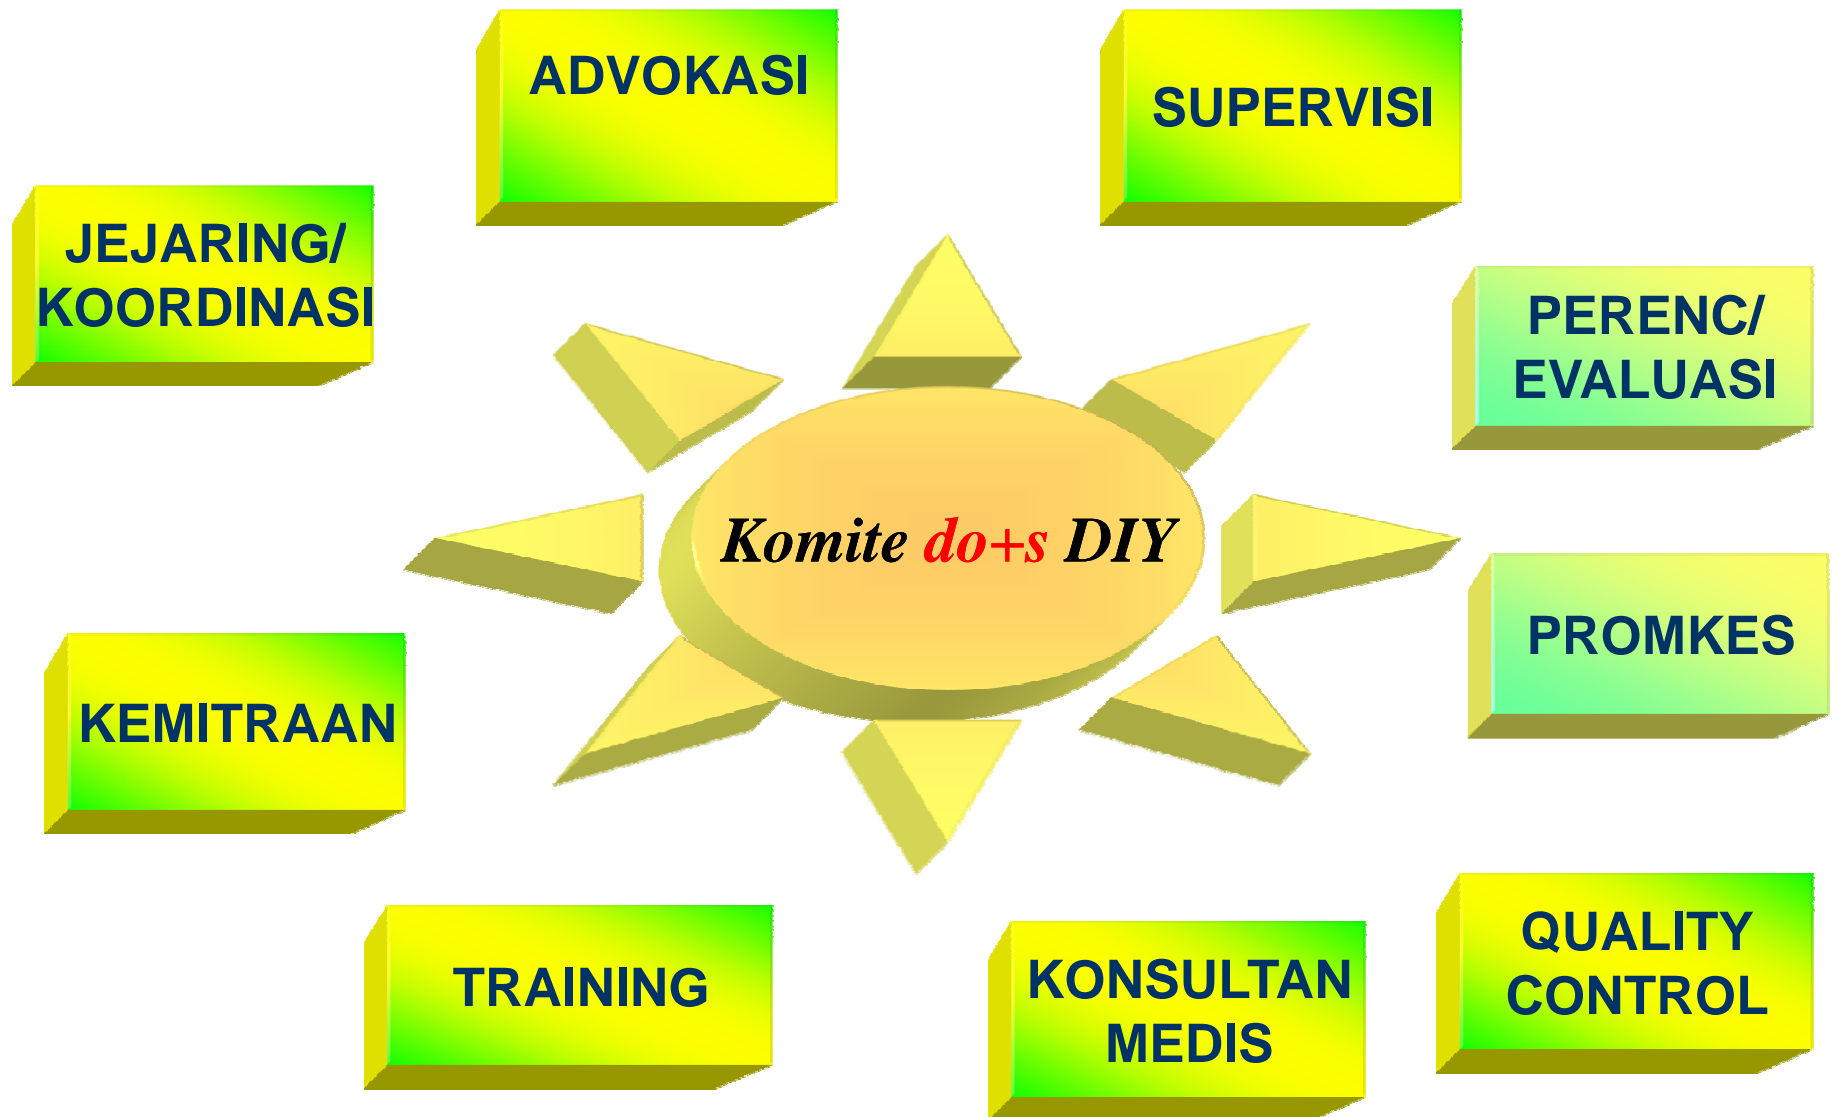 ADVOKASI
SUPERVISI
JEJARING/
KOORDINASI
PERENC/
EVALUASI
Komite do+s DIY
PROMKES
KEMITRAAN
TRAINING
KONSULTAN
MEDIS
QUALITY
CONTROL